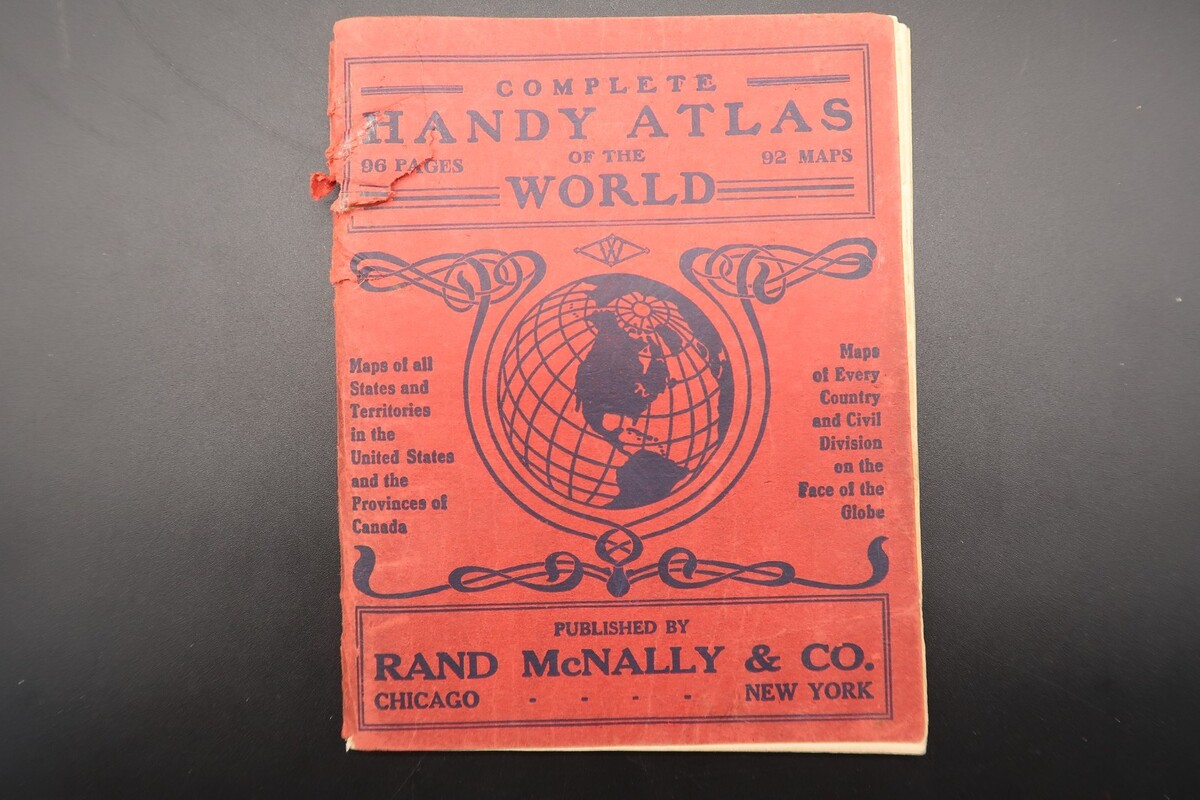 COMPLETE
HANDY ATLAS
96 PAGES OF THE 92 MAPS
WORLD
Maps of all
States and
Territories
in the
United States
and the
Provinces of
Canada
Maps
of Every
Country
and Civil
Division
on the
Face of the
Globe
PUBLISHED BY
RAND McNALLY & CO.
CHICAGO - - - - NEW YORK